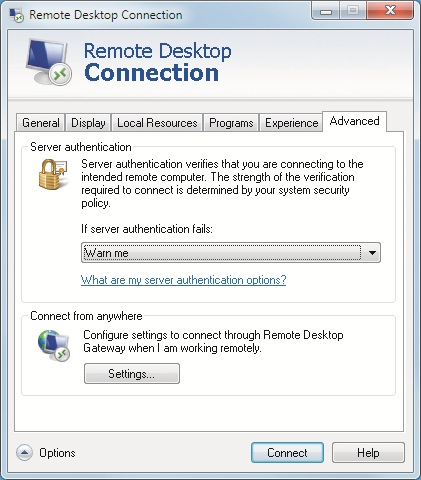 Remote Desktop Connection
Remote Desktop
Connection
General Display Local Resources Programs Experience Advanced
Server authentication
Server authentication verifies that you are connecting to the
intended remote computer. The strength of the verification
required to connect is determined by your system security
policy.
If server authentication fails:
Warn me
What are my server authentication options?
Connect from anywhere
Configure settings to connect through Remote Desktop
Gateway when I am working remotely.
Settings...
Options Connect Help